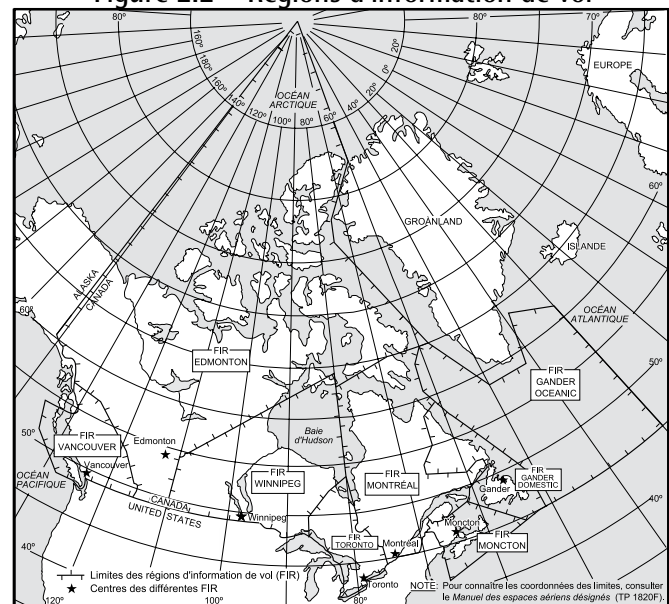 Figure 2.2 Régions d'information de vol
80°
80°
70°
160°
160°
180°
160°
140°
120°
100°
80°
60°
40°
20°
0°
20°
EUROPE
OCÉAN
ARCTIQUE
60°
GROÀNLAND
ISLANDE
ALASKA
CANADA
OCÉAN
ATLANTIQUE
60°
FIR
EDMONTON
FIR
GANDER
OCEANIC
50°
50°
FIR
VANCOUVER
Edmonton
Baie
d'Hudson
Vancouver
OCÉAN
PACIFIQUE
FIR
WINNIPEG
FIR
MONTRÉAL
FIR
GANDER
DOMESTIC
Gander
40°
CANADA
UNITED STATES
Winnipeg
Moncton
FIR
TORONTO
Montréal
FIR
MONCTON
40°
Limites des régions d'information de vol (FIR)
Centres des différentes FIR
Toronto
NOTE: Pour connaître les coordonnées des limites, consulter
le Manuel des espaces aériens désignés (TP 1820F).
120°
100°
80°
60°